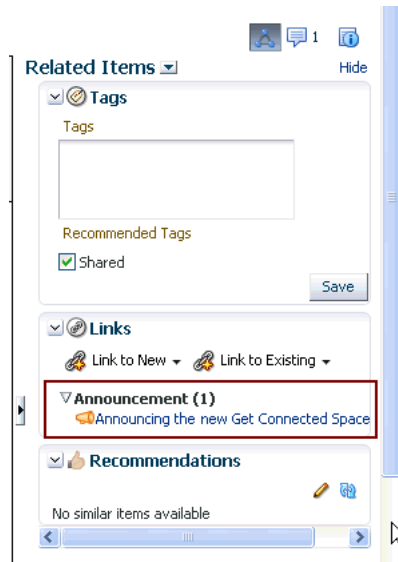 1
Related Items
Hide
Tags
Tags
Recommended Tags
Shared
Save
Links
Link to New Link to Existing
Announcement (1)
Announcing the new Get Connected Space
Recommendations
No similar items available